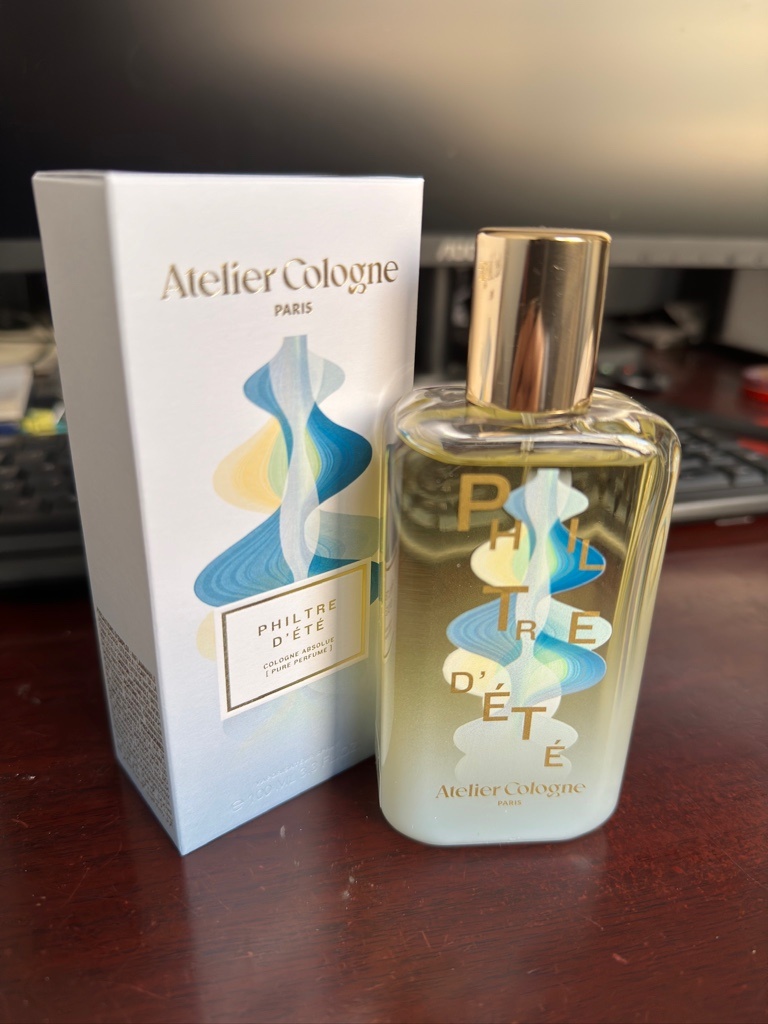 Atelier Cologne
PARIS
PHILTRE
D'ÉTÉ
COLOGNE ABSOLUE
[ PURE PERFUME ]
PHILTRE
D'ÉTÉ
Atelier Cologne
PARIS